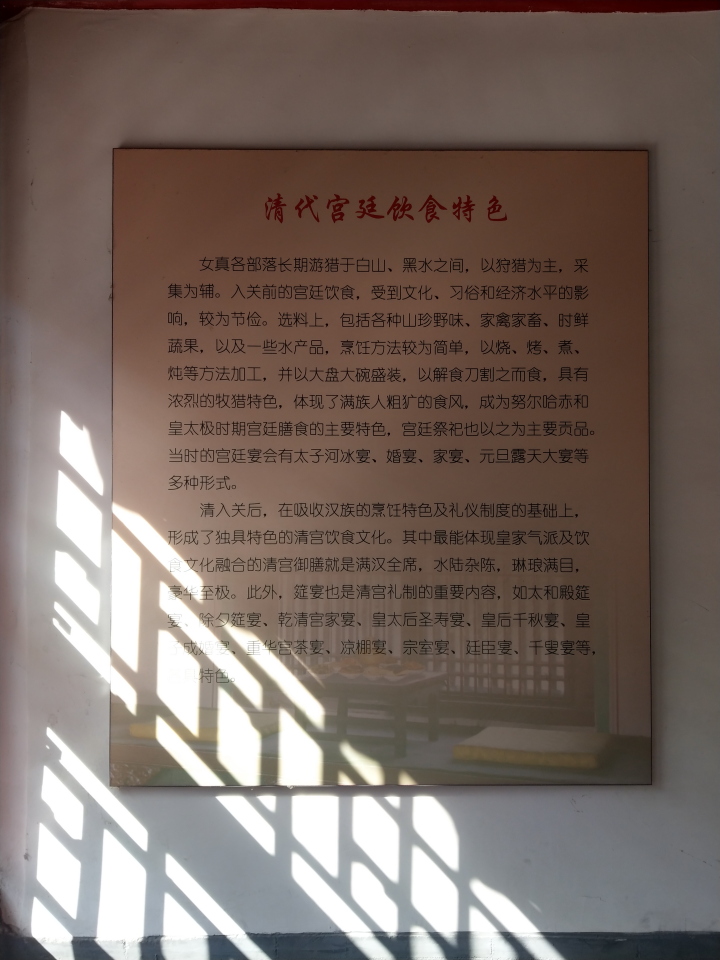 清代宫廷饮食特色
女真各部落长期游猎于白山、黑水之间，以狩猎为主，采
集为辅。入关前的宫廷饮食，受到文化、习俗和经济水平的影
响，较为节俭。选料上，包括各种山珍野味、家禽家畜、时鲜
蔬果，以及一些水产品，烹饪方法较为简单，以烧、烤、煮、
炖等方法加工，并以大盘大碗盛装，以解食刀割之而食，具有
浓烈的牧猎特色，体现了满族人粗犷的食风，成为努尔哈赤和
皇太极时期宫廷膳食的主要特色，宫廷祭祀也以之为主要贡品。
当时的宫廷宴会有太子河冰宴、婚宴、家宴、元旦露天大宴等
多种形式。
清入关后，在吸收汉族的烹饪特色及礼仪制度的基础上，
形成了独具特色的清宫饮食文化。其中最能体现皇家气派及饮
食文化融合的清宫御膳就是满汉全席，水陆杂陈，琳琅满目，
豪华至极。此外，筵宴也是清宫礼制的重要内容，如太和殿筵
宴、除夕筵宴、乾清宫家宴、皇太后圣寿宴、皇后千秋宴、皇
子成婚宴、重华宫茶宴、凉棚宴、宗室宴、廷臣宴、千叟宴等，
特色。